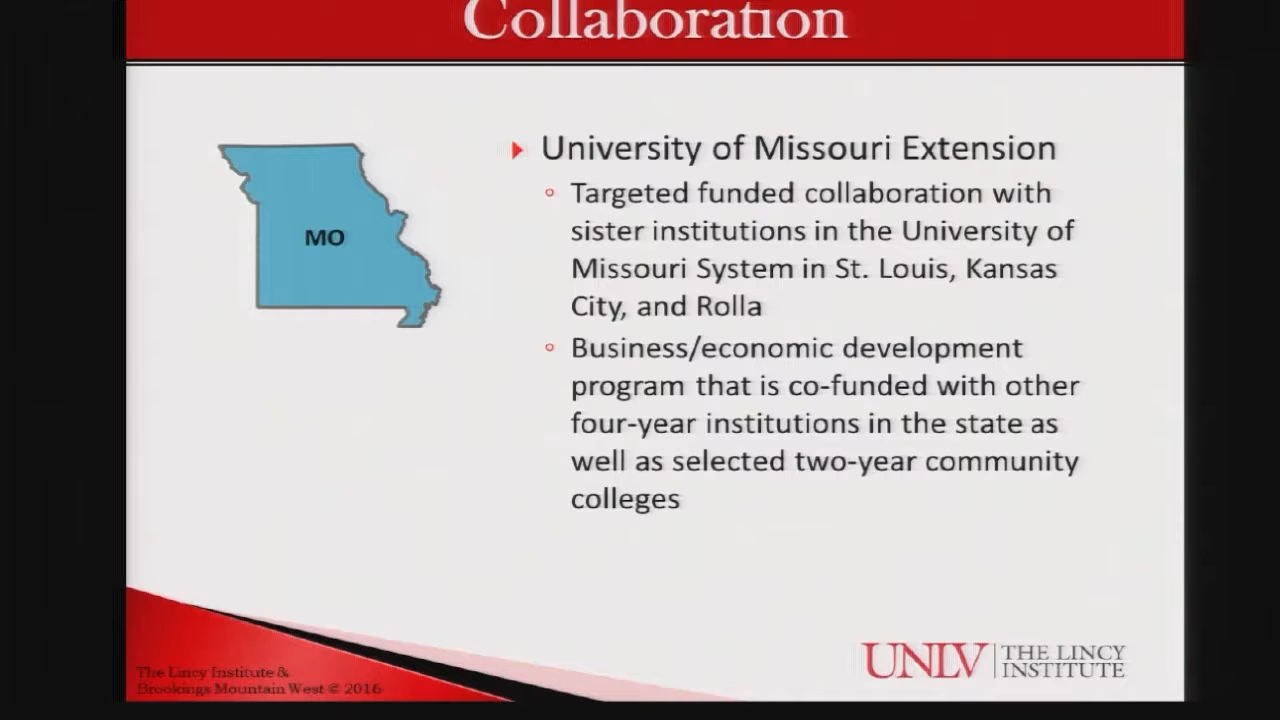 Collaboration
MO
University of Missouri Extension
Targeted funded collaboration with
sister institutions in the University of
Missouri System in St. Louis, Kansas
City, and Rolla
Business/economic development
program that is co-funded with other
four-year institutions in the state as
well as selected two-year community
colleges
The Lincy Institute &
Brookings Mountain West © 2016
UNLV
THE LINCY
INSTITUTE